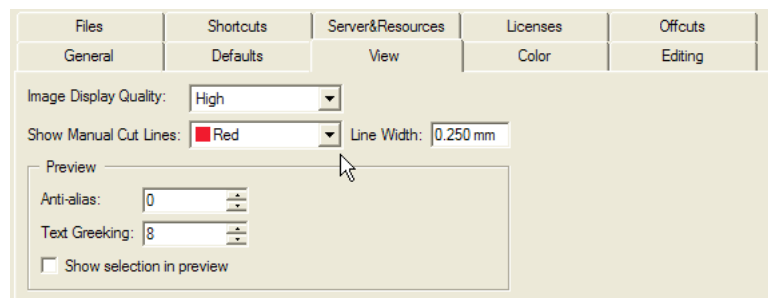 Files Shortcuts Server&Resources Licenses Offcuts
General Defaults View Color Editing
Image Display Quality: High
Show Manual Cut Lines: Red Line Width: 0.250 mm
Preview
Anti-alias: 0
Text Greeking: 8
Show selection in preview